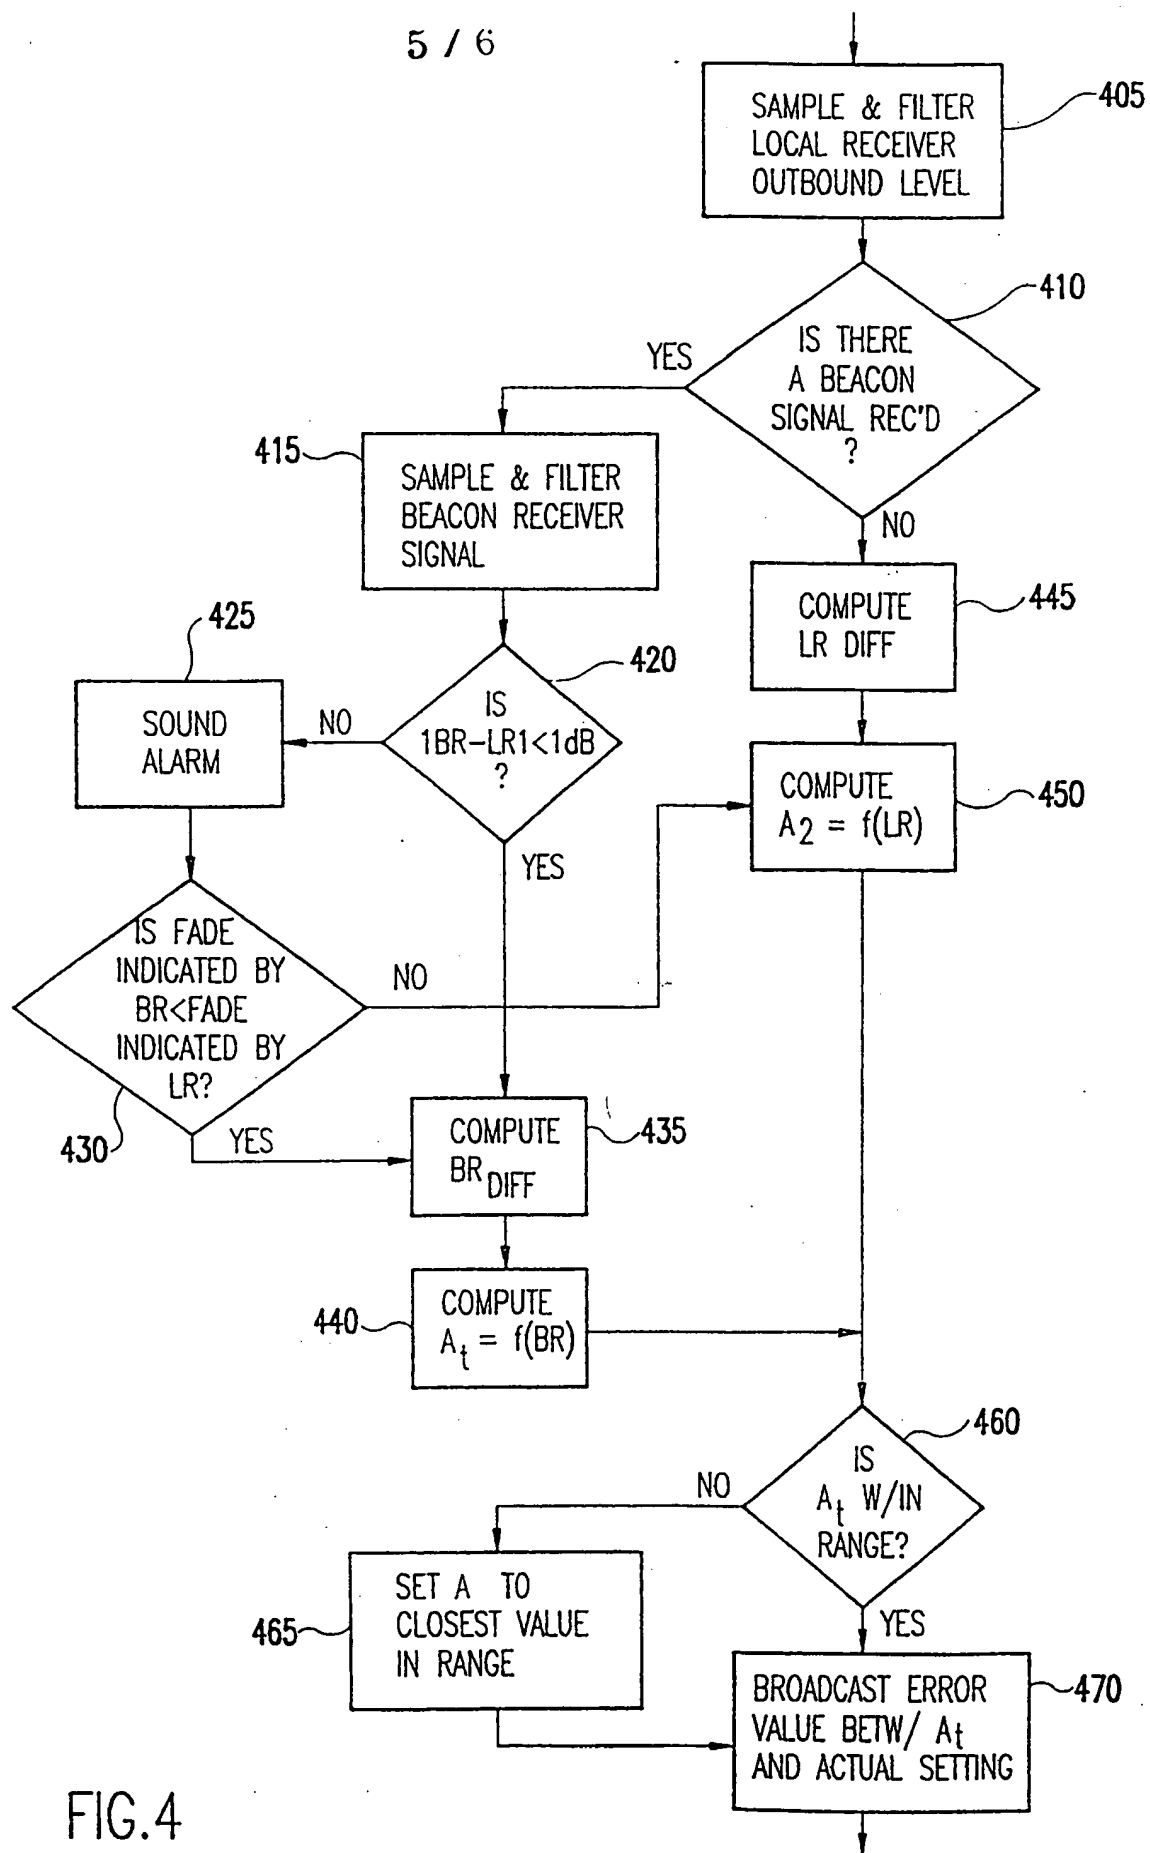 5 / 6
SAMPLE & FILTER
LOCAL RECEIVER
OUTBOUND LEVEL
405
IS THERE
A BEACON
SIGNAL REC'D
?
410
YES
NO
SAMPLE & FILTER
BEACON RECEIVER
SIGNAL
415
COMPUTE
LR DIFF
445
IS
1BR-LR1<1dB
?
420
NO
YES
SOUND
ALARM
425
COMPUTE
A2 = f(LR)
450
IS FADE
INDICATED BY
BR<FADE
INDICATED BY
LR?
430
NO
YES
COMPUTE
BR DIFF
435
COMPUTE
At = f(BR)
440
IS
At W/IN
RANGE?
460
NO
YES
SET A TO
CLOSEST VALUE
IN RANGE
465
BROADCAST ERROR
VALUE BETW/ At
AND ACTUAL SETTING
470
FIG.4